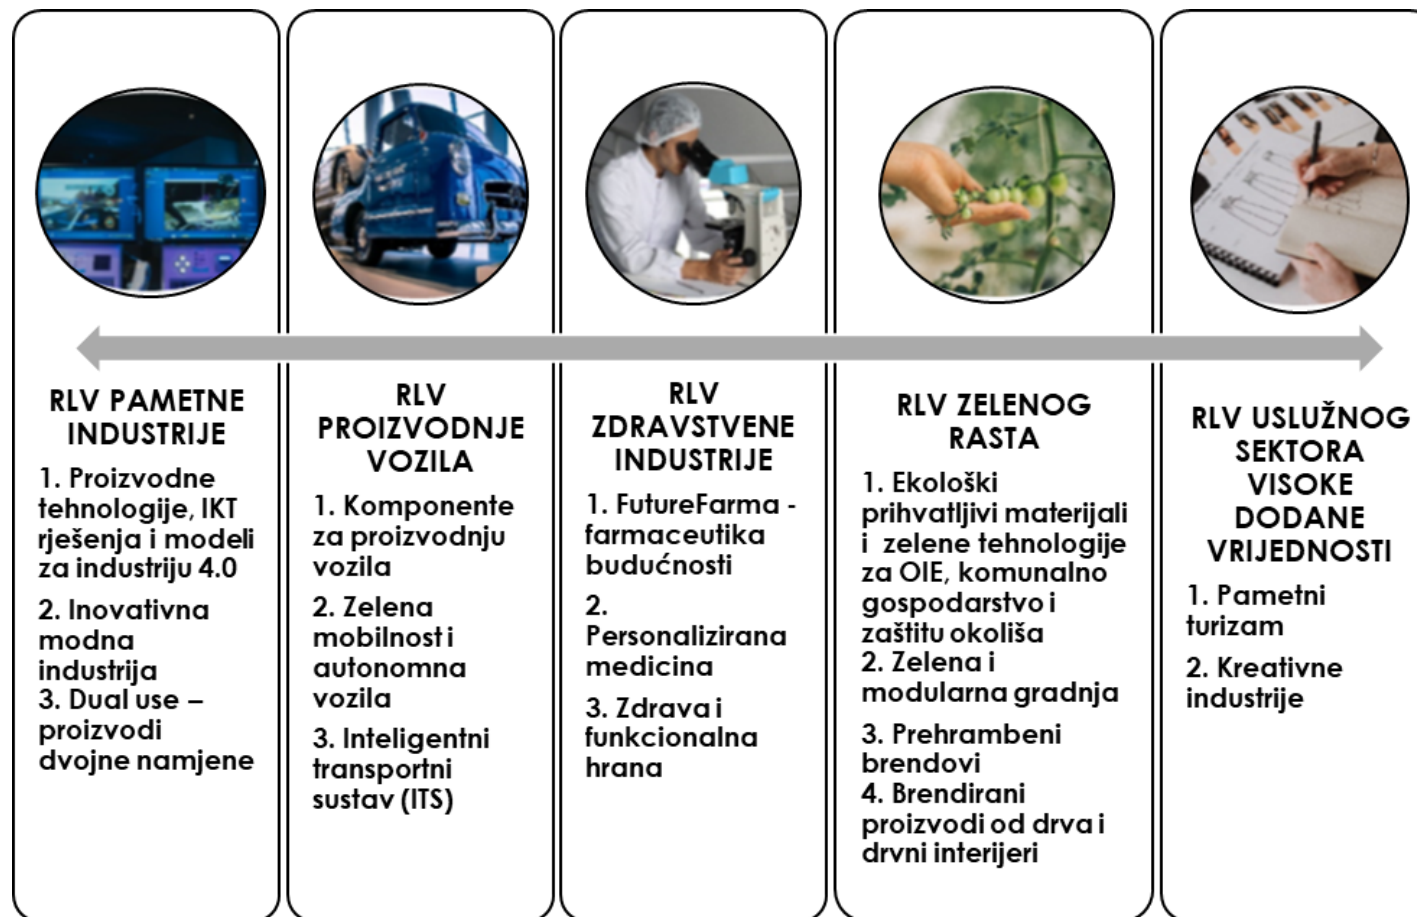 RLV PAMETNE
INDUSTRIJE
1. Proizvodne
tehnologije, IKT
rješenja i modeli
za industriju 4.0
2. Inovativna
modna
industrija
3. Dual use –
proizvodi
dvojne namjene
RLV
PROIZVODNJE
VOZILA
1. Komponente
za proizvodnju
vozila
2. Zelena
mobilnost i
autonomna
vozila
3. Inteligentni
transportni
sustav (ITS)
RLV
ZDRAVSTVENE
INDUSTRIJE
1. FutureFarma -
farmaceutika
budućnosti
2.
Personalizirana
medicina
3. Zdrava i
funkcionalna
hrana
RLV ZELENOG
RASTA
1. Ekološki
prihvatljivi materijali
i zelene tehnologije
za OIE, komunalno
gospodarstvo i
zaštitu okoliša
2. Zelena i
modularna gradnja
3. Prehrambeni
brendovi
4. Brendirani
proizvodi od drva i
drvni interijeri
RLV USLUŽNOG
SEKTORA
VISOKE
DODANE
VRIJEDNOSTI
1. Pametni
turizam
2. Kreativne
industrije